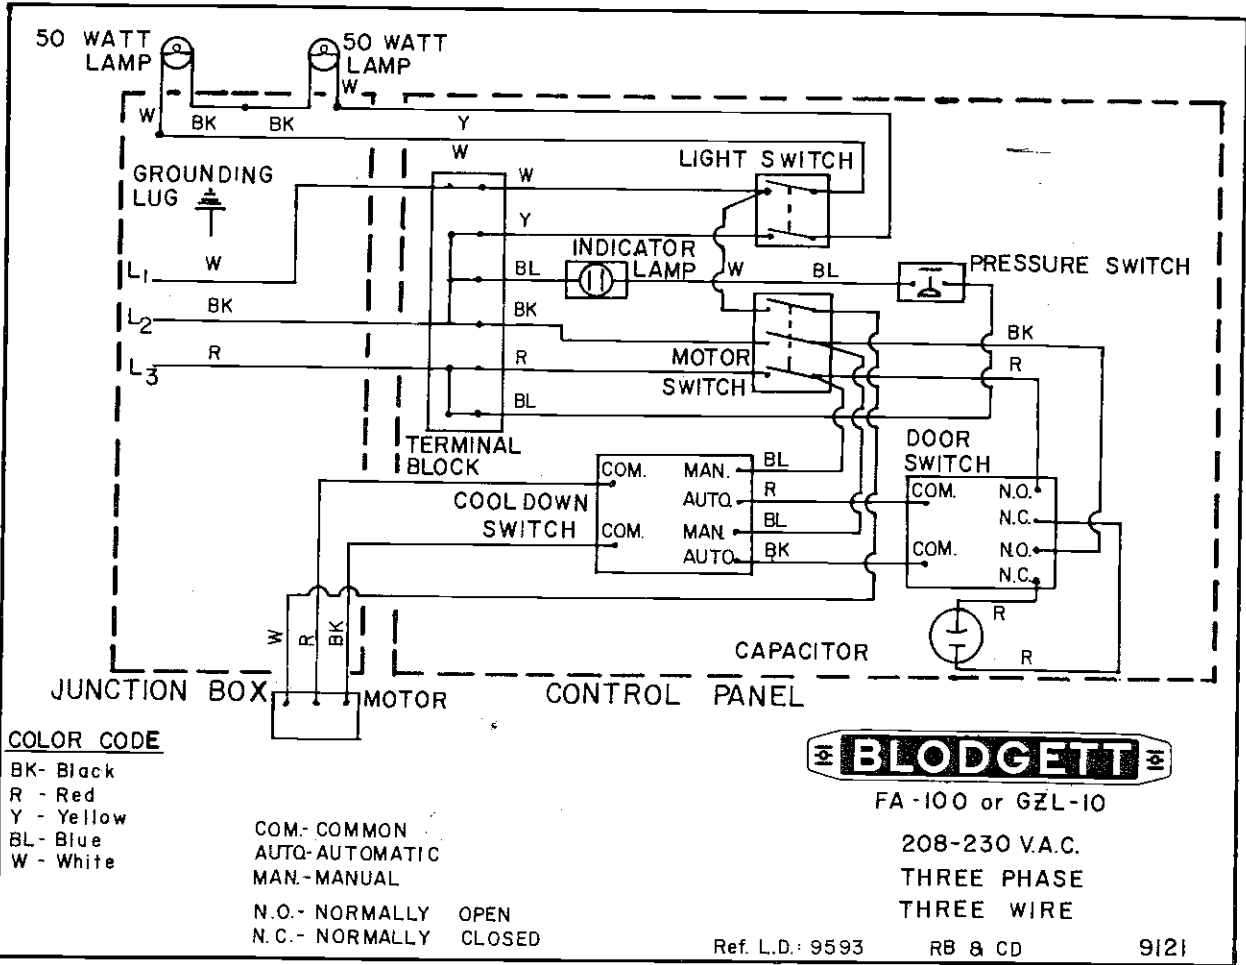 50 WATT
LAMP
50 WATT
LAMP
W
W
BK
BK
Y
W
GROUNDING
LUG
LIGHT SWITCH
W
Y
INDICATOR
LAMP
W
BL
BL
PRESSURE SWITCH
L1
W
L2
BK
BK
BK
L3
R
R
MOTOR
SWITCH
R
BL
TERMINAL
BLOCK
DOOR
SWITCH
COOL DOWN
SWITCH
COM.
MAN.
BL
AUTO.
R
COM.
MAN.
BL
AUTO.
BK
COM.
N.O.
N.C.
COM.
N.O.
N.C.
W
R
BK
R
CAPACITOR
R
JUNCTION BOX
MOTOR
CONTROL PANEL
COLOR CODE
BK- Black
R - Red
Y - Yellow
BL- Blue
W - White
COM.- COMMON
AUTO-AUTOMATIC
MAN.-MANUAL
N.O.- NORMALLY OPEN
N.C.- NORMALLY CLOSED
BLODGETT
FA-100 or GZL-10
208-230 V.A.C.
THREE PHASE
THREE WIRE
Ref. L.D.: 9593 RB & CD 9121